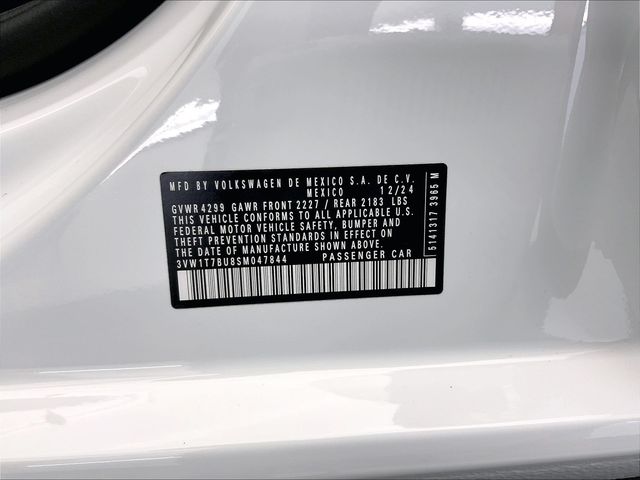 MFD BY VOLKSWAGEN DE MEXICO S.A. DE C.V.
MEXICO 12/24
GVWR 4299 GAWR FRONT 2227 / REAR 2183 LBS
THIS VEHICLE CONFORMS TO ALL APPLICABLE U.S.
FEDERAL MOTOR VEHICLE SAFETY, BUMPER AND
THEFT PREVENTION STANDARDS IN EFFECT ON
THE DATE OF MANUFACTURE SHOWN ABOVE.
3VW1T7BU8SM047844 PASSENGER CAR
5141317 3965 M